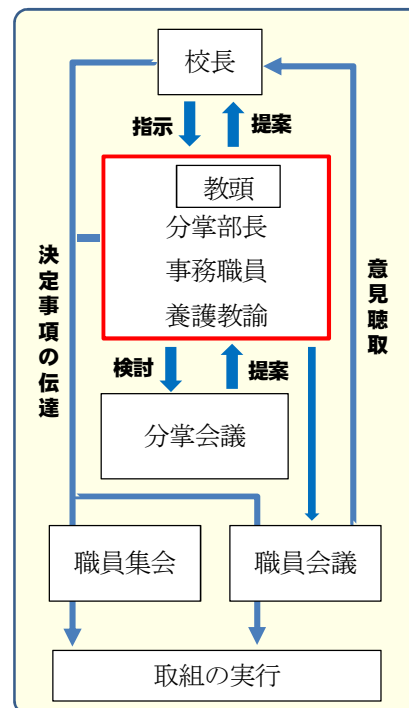 校長
指示
提案
教頭
分掌部長
事務職員
養護教諭
決定事項の伝達
意見聴取
検討
提案
分掌会議
職員集会
職員会議
取組の実行